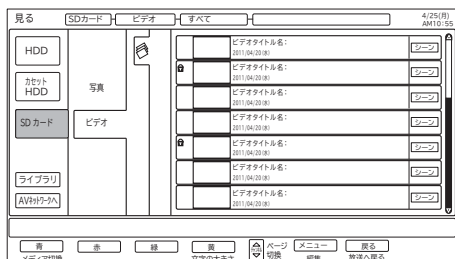 見る SDカード ビデオ すべて 4/25(月)
AM10:55
HDD
カセット
HDD
SD カード
ライブラリ
AVネットワークへ
写真
ビデオ
ビデオタイトル名：
2011/04/20(水)
シーン
ビデオタイトル名：
2011/04/20(水)
シーン
ビデオタイトル名：
2011/04/20(水)
シーン
ビデオタイトル名：
2011/04/20(水)
シーン
ビデオタイトル名：
2011/04/20(水)
シーン
ビデオタイトル名：
2011/04/20(水)
シーン
ビデオタイトル名：
2011/04/20(水)
シーン
青 赤 緑 黄 ページ メニュー 戻る
メディア切換 文字の大きさ 切換 編集 放送へ戻る